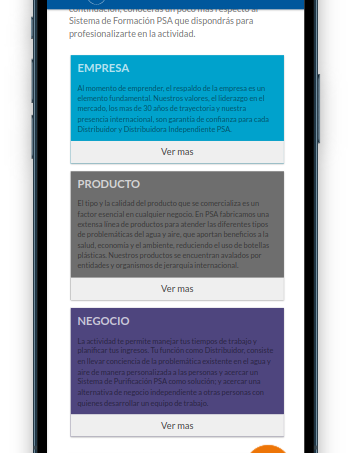 continuación, conocerás un poco más respecto al
Sistema de Formación PSA que dispondrás para
profesionalizarte en la actividad.
EMPRESA
Al momento de emprender, el respaldo de la empresa es un
elemento fundamental. Nuestros valores, el liderazgo en el
mercado, los mas de 30 años de trayectoria y nuestra
presencia internacional, son garantía de confianza para cada
Distribuidor y Distribuidora Independiente PSA.
Ver mas
PRODUCTO
El tipo y la calidad del producto que se comercializa es un
factor esencial en cualquier negocio. En PSA fabricamos una
extensa línea de productos para atender las diferentes tipos
de problemáticas del agua y aire, que aportan beneficios a la
salud, economía y el ambiente, reduciendo el uso de botellas
plásticas. Nuestros productos se encuentran avalados por
entidades y organismos de jerarquía internacional.
Ver mas
NEGOCIO
La actividad te permite manejar tus tiempos de trabajo y
planificar tus ingresos. Tu función como Distribuidor, consiste
en llevar conciencia de la problemática existente en el agua y
aire de manera personalizada a las personas y acercar un
Sistema de Purificación PSA como solución; y acercar una
alternativa de negocio independiente a otras personas con
quienes desarrollar un equipo de trabajo.
Ver mas